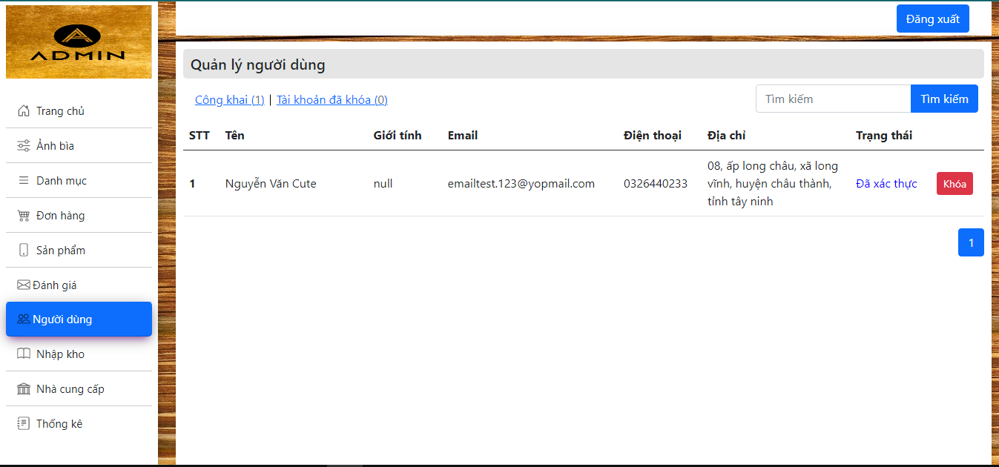 ADMIN
Đăng xuất
Quản lý người dùng
Công khai (1) | Tài khoản đã khóa (0)
Tìm kiếm Tìm kiếm
Trang chủ
Ảnh bìa
Danh mục
Đơn hàng
Sản phẩm
Đánh giá
Người dùng
Nhập kho
Nhà cung cấp
Thống kê
STT Tên Giới tính Email Điện thoại Địa chỉ Trạng thái
1 Nguyễn Văn Cute null emailtest.123@yopmail.com 0326440233 08, ấp long châu, xã long
vĩnh, huyện châu thành,
tỉnh tây ninh
Đã xác thực Khóa
1